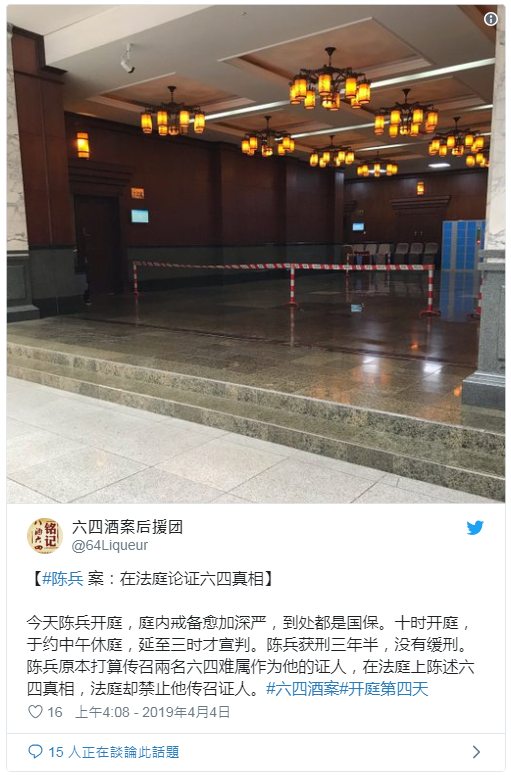 六四酒案后援团
@64Liqueur
【#陈兵 案：在法庭论证六四真相】
今天陈兵开庭，庭内戒备愈加深严，到处都是国保。十时开庭，
于约中午休庭，延至三时才宣判。陈兵获刑三年半，没有缓刑。
陈兵原本打算传召兩名六四难属作为他的证人，在法庭上陈述六
四真相，法庭却禁止他传召证人。#六四酒案#开庭第四天
16 上午4:08 - 2019年4月4日
15 人正在談論此話題